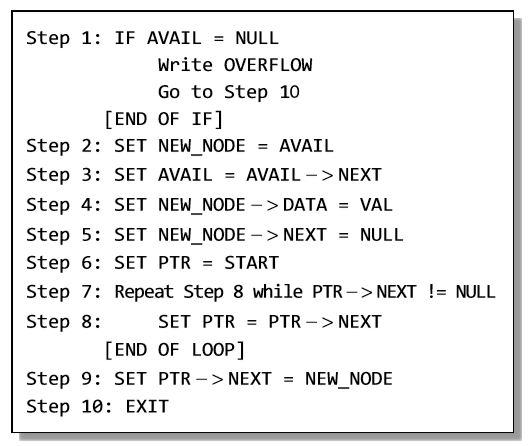 Step 1: IF AVAIL = NULL
Write OVERFLOW
Go to Step 10
[END OF IF]
Step 2: SET NEW_NODE = AVAIL
Step 3: SET AVAIL = AVAIL->NEXT
Step 4: SET NEW_NODE->DATA = VAL
Step 5: SET NEW_NODE->NEXT = NULL
Step 6: SET PTR = START
Step 7: Repeat Step 8 while PTR->NEXT != NULL
Step 8: SET PTR = PTR->NEXT
[END OF LOOP]
Step 9: SET PTR->NEXT = NEW_NODE
Step 10: EXIT